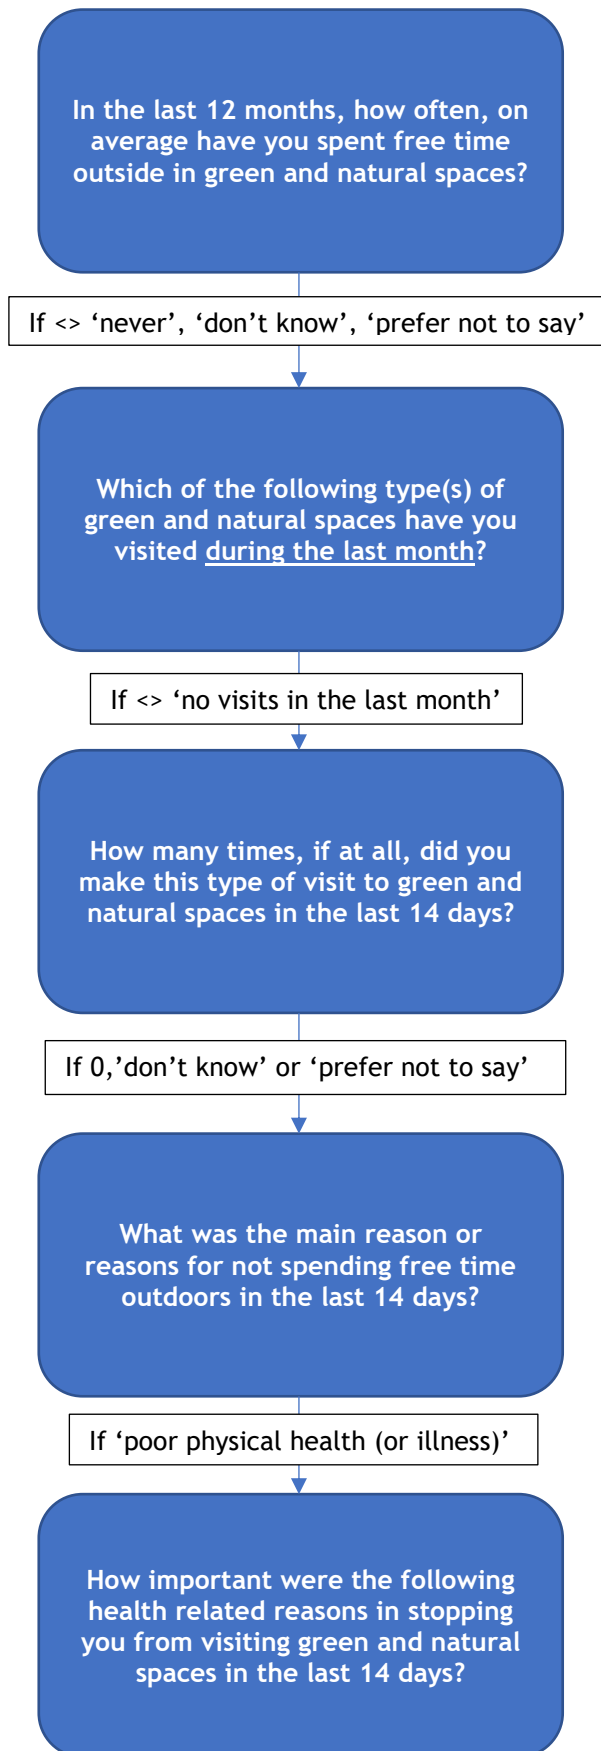 In the last 12 months, how often, on
average have you spent free time
outside in green and natural spaces?
If <> ‘never’, ‘don’t know’, ‘prefer not to say’
Which of the following type(s) of
green and natural spaces have you
visited during the last month?
If <> ‘no visits in the last month’
How many times, if at all, did you
make this type of visit to green and
natural spaces in the last 14 days?
If 0,’don’t know’ or ‘prefer not to say’
What was the main reason or
reasons for not spending free time
outdoors in the last 14 days?
If ‘poor physical health (or illness)’
How important were the following
health related reasons in stopping
you from visiting green and natural
spaces in the last 14 days?